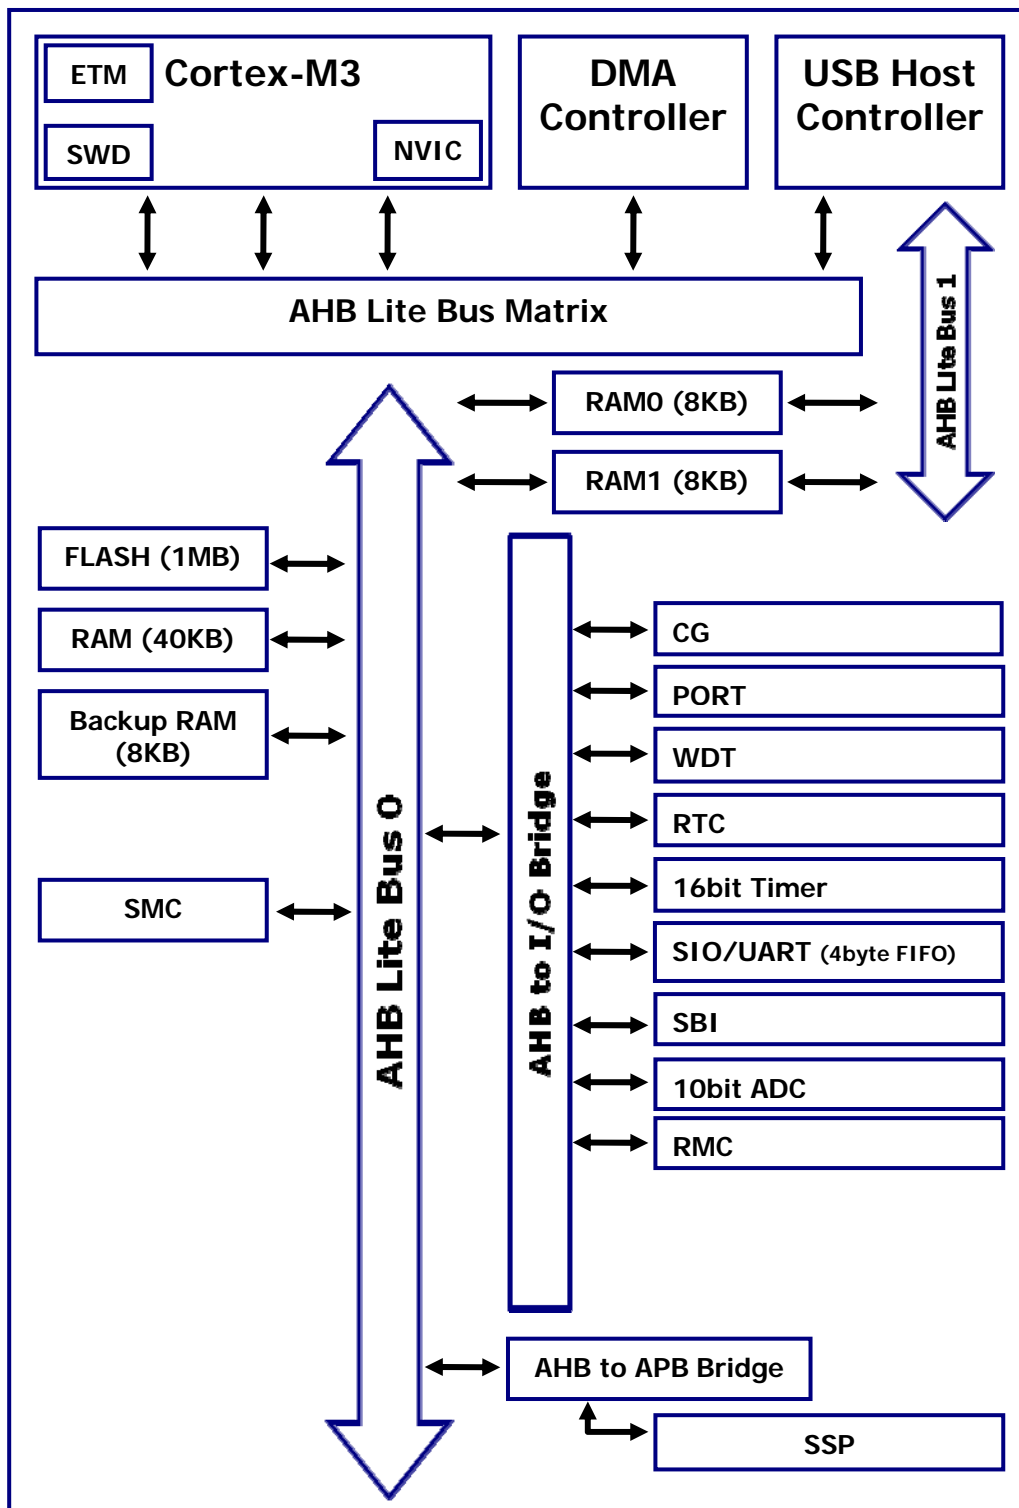 ETM
Cortex-M3
SWD
NVIC
DMA
Controller
USB Host
Controller
AHB Lite Bus Matrix
AHB Lite Bus 1
RAM0 (8KB)
RAM1 (8KB)
FLASH (1MB)
RAM (40KB)
Backup RAM
(8KB)
SMC
AHB Lite Bus 0
AHB to I/O Bridge
CG
PORT
WDT
RTC
16bit Timer
SIO/UART (4byte FIFO)
SBI
10bit ADC
RMC
AHB to APB Bridge
SSP